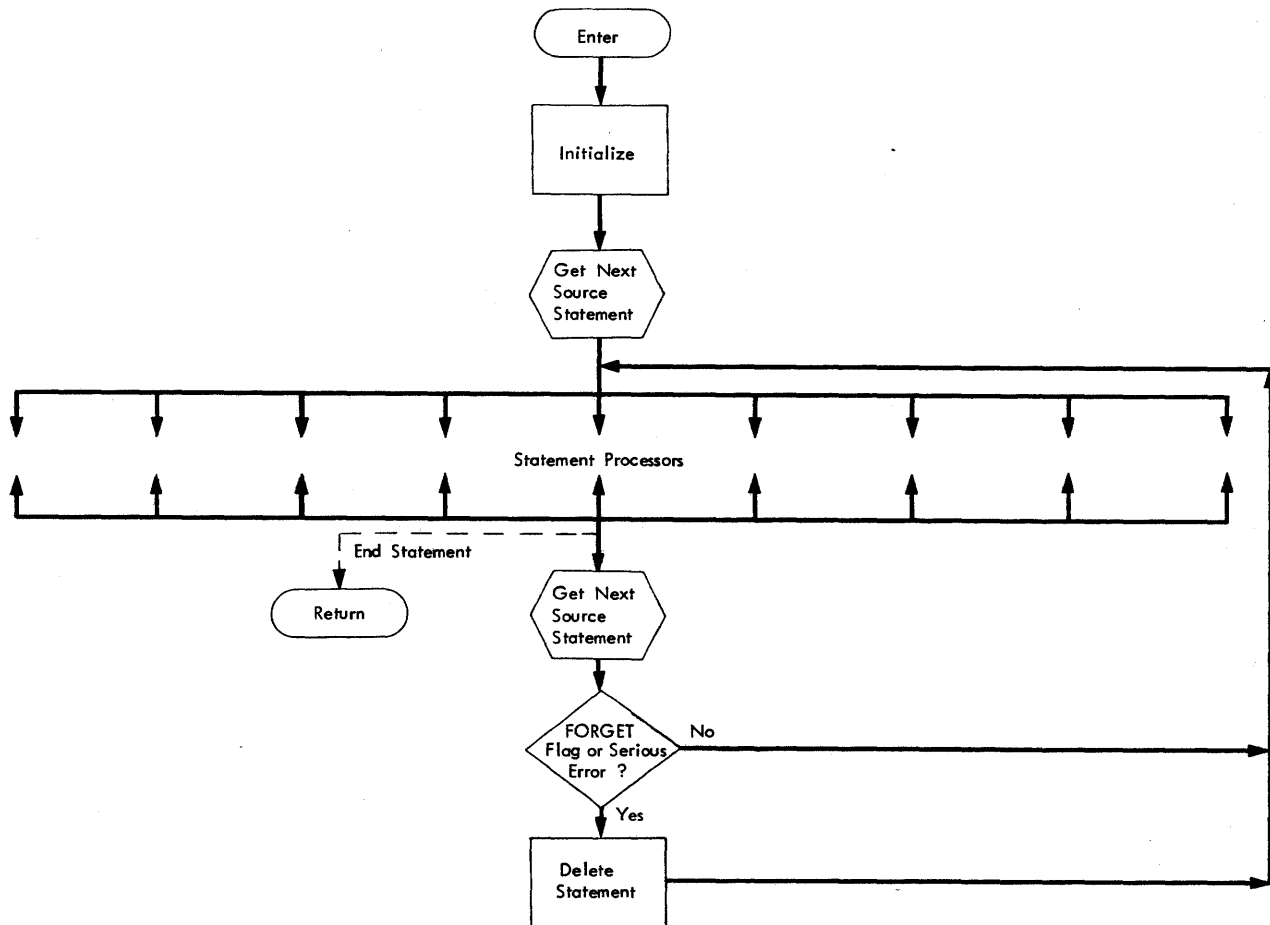 Enter
Initialize
Get Next
Source
Statement
Statement Processors
End Statement
Return
Get Next
Source
Statement
FORGET
Flag or Serious
Error ?
No
Yes
Delete
Statement